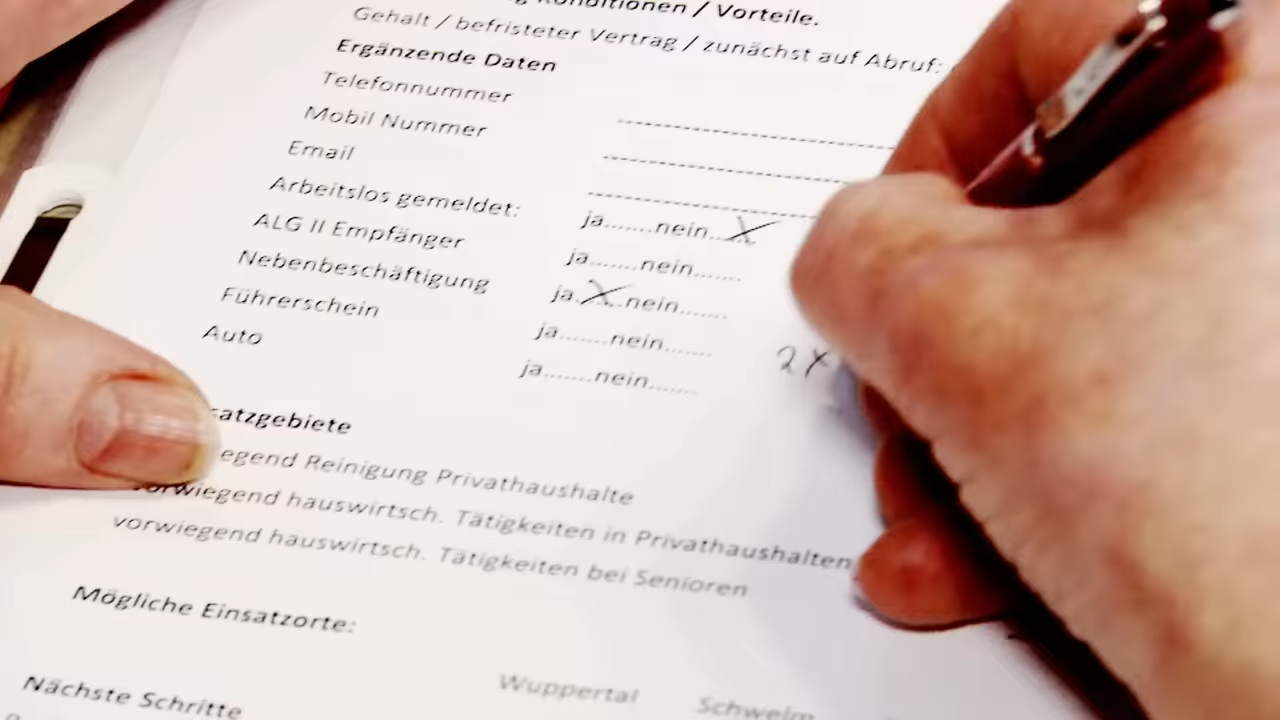 Konditionen / Vorteile.
Gehalt / befristeter Vertrag / zunächst auf Abruf:
Ergänzende Daten
Telefonnummer
Mobil Nummer
Email
Arbeitslos gemeldet: ja.......nein..X..
ALG II Empfänger ja.......nein.......
Nebenbeschäftigung ja..X..nein.......
Führerschein ja.......nein.......
Auto ja.......nein.......
2x
satzgebiete
egend Reinigung Privathaushalte
vorwiegend hauswirtsch. Tätigkeiten in Privathaushalten
vorwiegend hauswirtsch. Tätigkeiten bei Senioren
Mögliche Einsatzorte:
Wuppertal Schwelm
Nächste Schritte